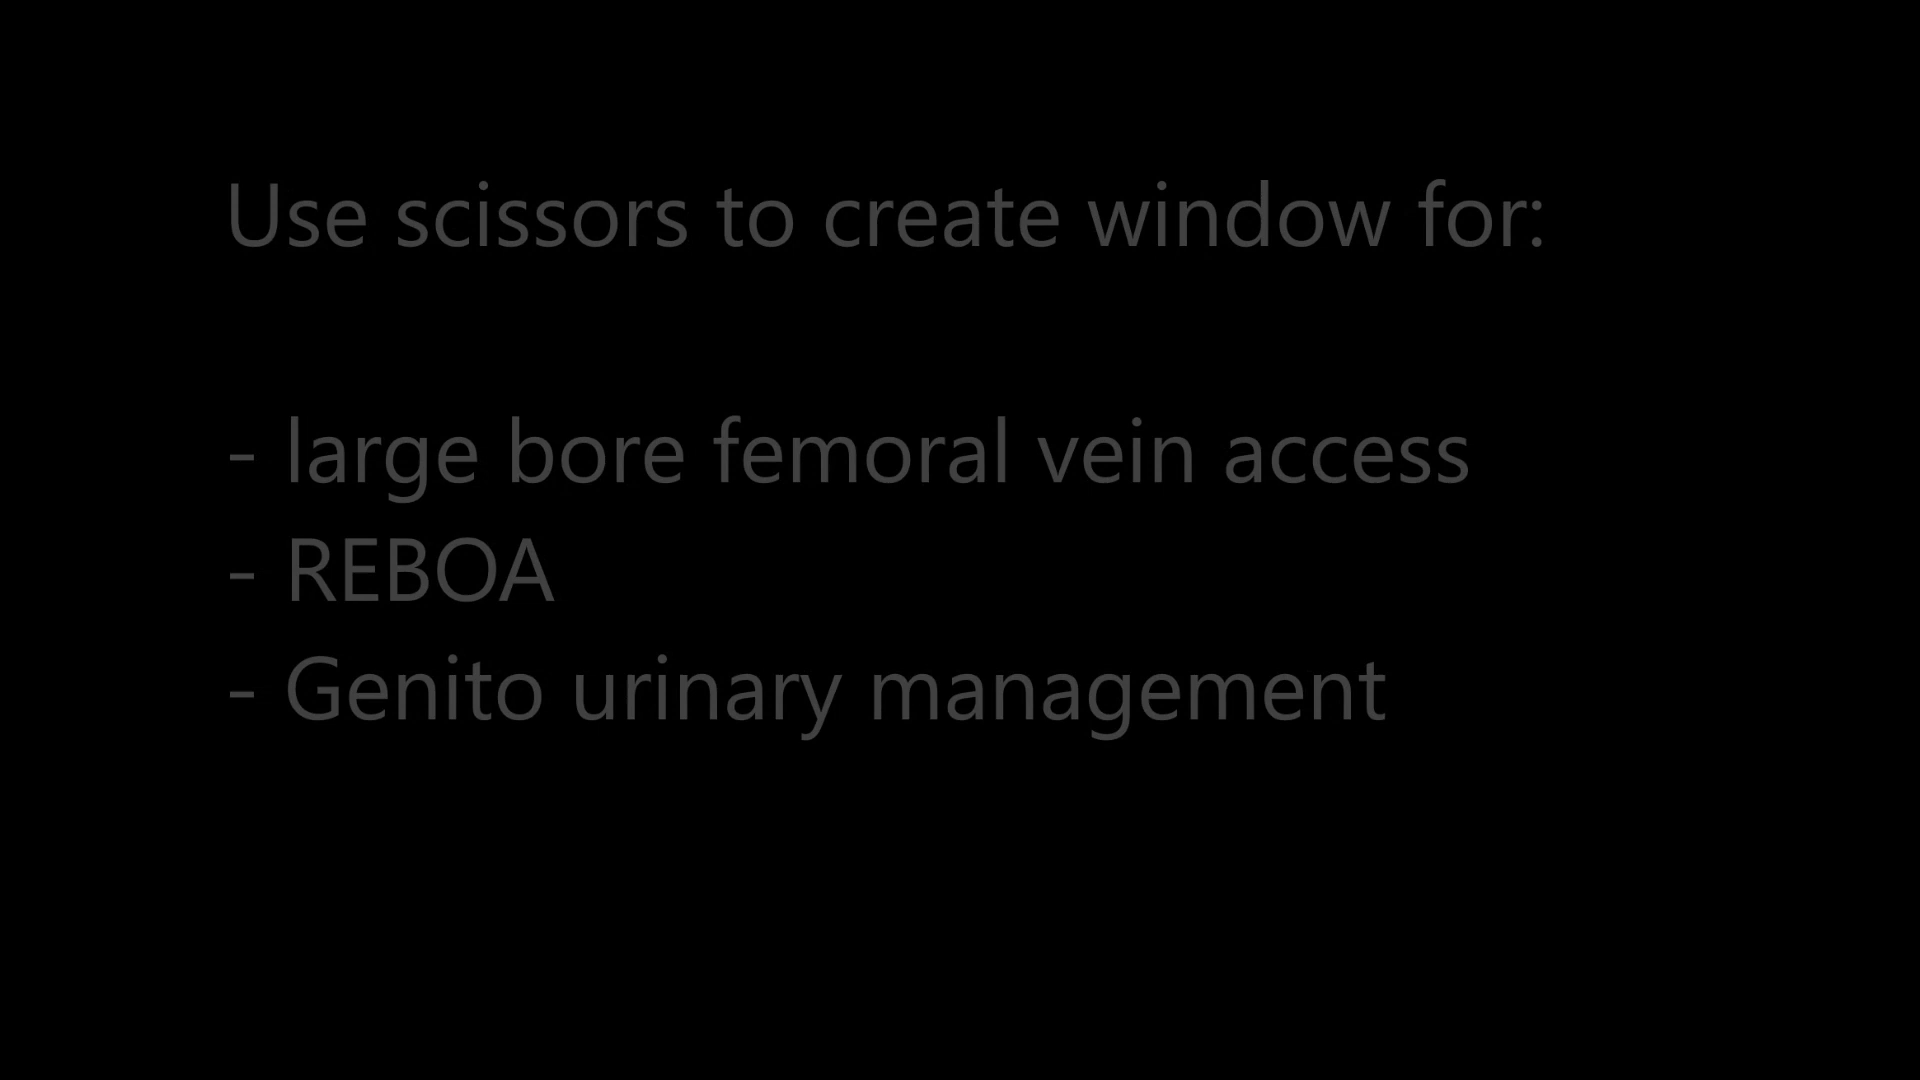 Use scissors to create window for:
- large bore femoral vein access
- REBOA
- Genito urinary management